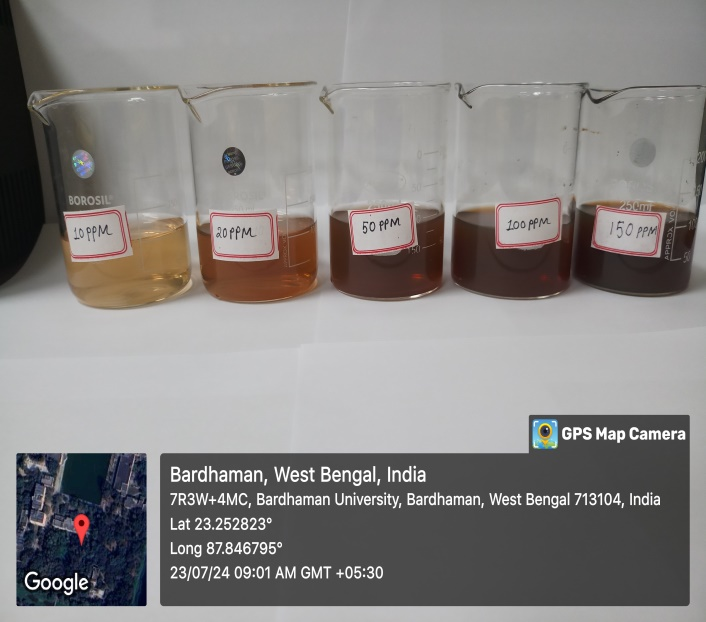 BOROSIL
10 PPM
20 PPM
50 PPM
100 PPM
250ml
150 PPM
APPROX VO
GPS Map Camera
Bardhaman, West Bengal, India
7R3W+4MC, Bardhaman University, Bardhaman, West Bengal 713104, India
Lat 23.252823°
Long 87.846795°
23/07/24 09:01 AM GMT +05:30
Google